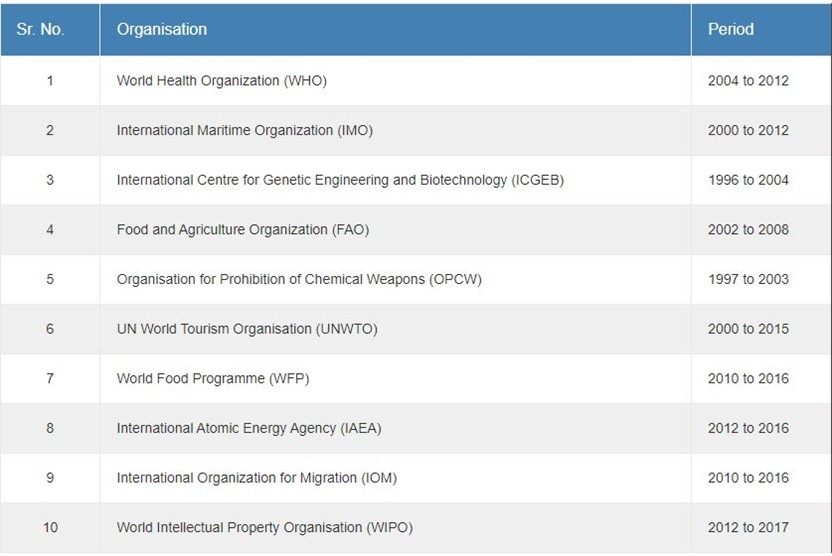 Sr. No. Organisation Period
1 World Health Organization (WHO) 2004 to 2012
2 International Maritime Organization (IMO) 2000 to 2012
3 International Centre for Genetic Engineering and Biotechnology (ICGEB) 1996 to 2004
4 Food and Agriculture Organization (FAO) 2002 to 2008
5 Organisation for Prohibition of Chemical Weapons (OPCW) 1997 to 2003
6 UN World Tourism Organisation (UNWTO) 2000 to 2015
7 World Food Programme (WFP) 2010 to 2016
8 International Atomic Energy Agency (IAEA) 2012 to 2016
9 International Organization for Migration (IOM) 2010 to 2016
10 World Intellectual Property Organisation (WIPO) 2012 to 2017